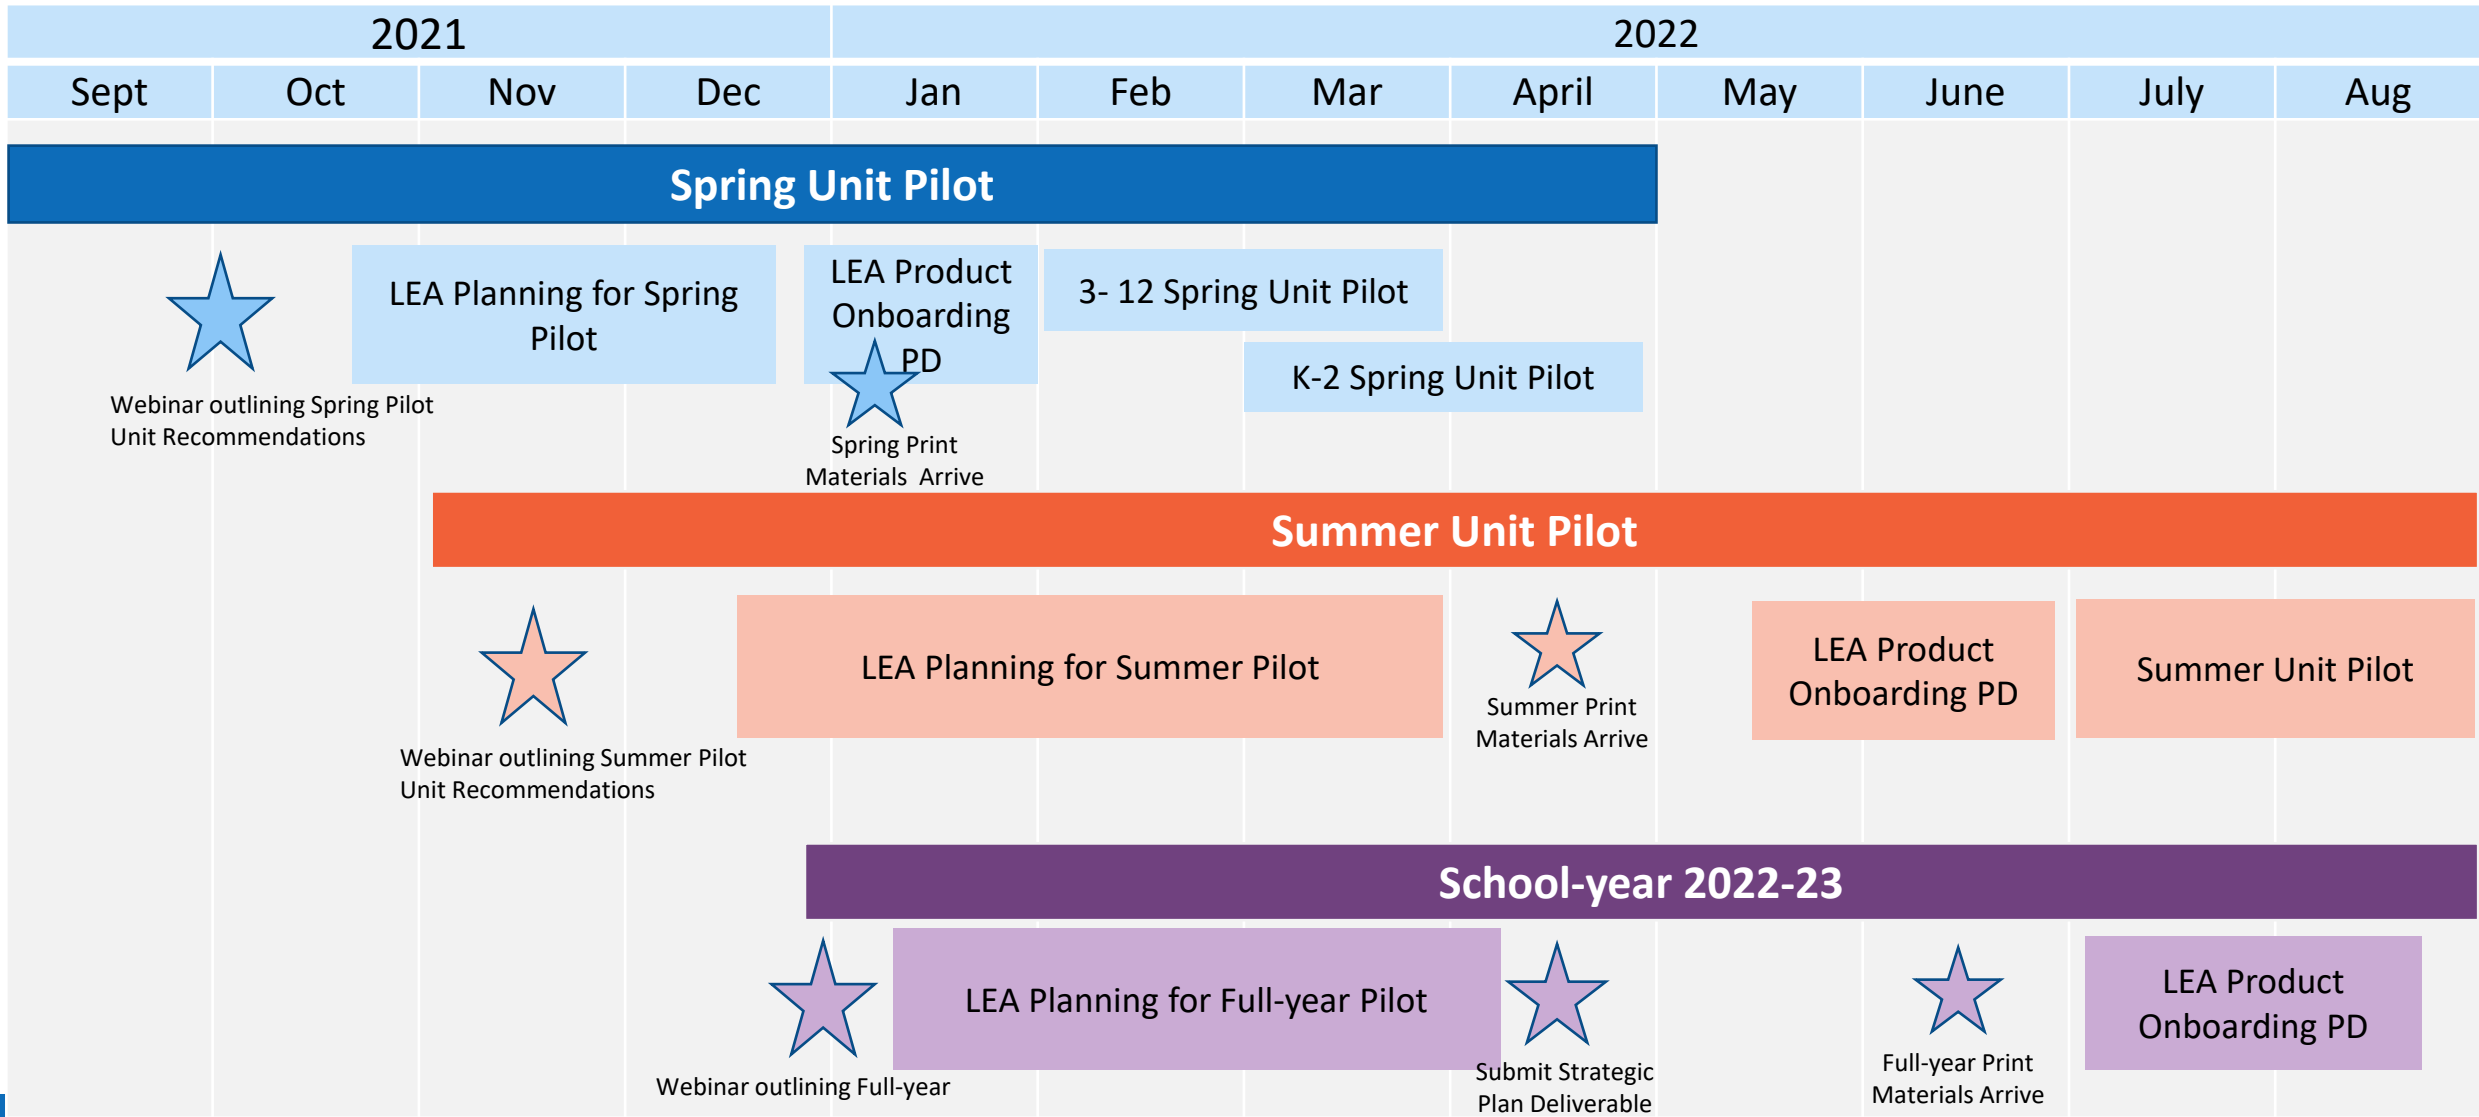 2021
2022
Sept
Oct
Nov
Dec
Jan
Feb
Mar
April
May
June
July
Aug
Spring Unit Pilot
LEA Planning for Spring
Pilot
LEA Product
Onboarding
PD
3- 12 Spring Unit Pilot
K-2 Spring Unit Pilot
Webinar outlining Spring Pilot
Unit Recommendations
Spring Print
Materials Arrive
Summer Unit Pilot
LEA Planning for Summer Pilot
LEA Product
Onboarding PD
Summer Unit Pilot
Summer Print
Materials Arrive
Webinar outlining Summer Pilot
Unit Recommendations
School-year 2022-23
LEA Planning for Full-year Pilot
LEA Product
Onboarding PD
Webinar outlining Full-year
Submit Strategic
Plan Deliverable
Full-year Print
Materials Arrive